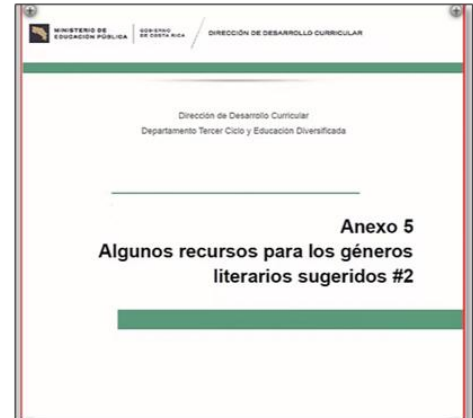 MINISTERIO DE
EDUCACIÓN PÚBLICA
GOBIERNO
DE COSTA RICA
DIRECCIÓN DE DESARROLLO CURRICULAR
Dirección de Desarrollo Curricular
Departamento Tercer Ciclo y Educación Diversificada
Anexo 5
Algunos recursos para los géneros
literarios sugeridos #2